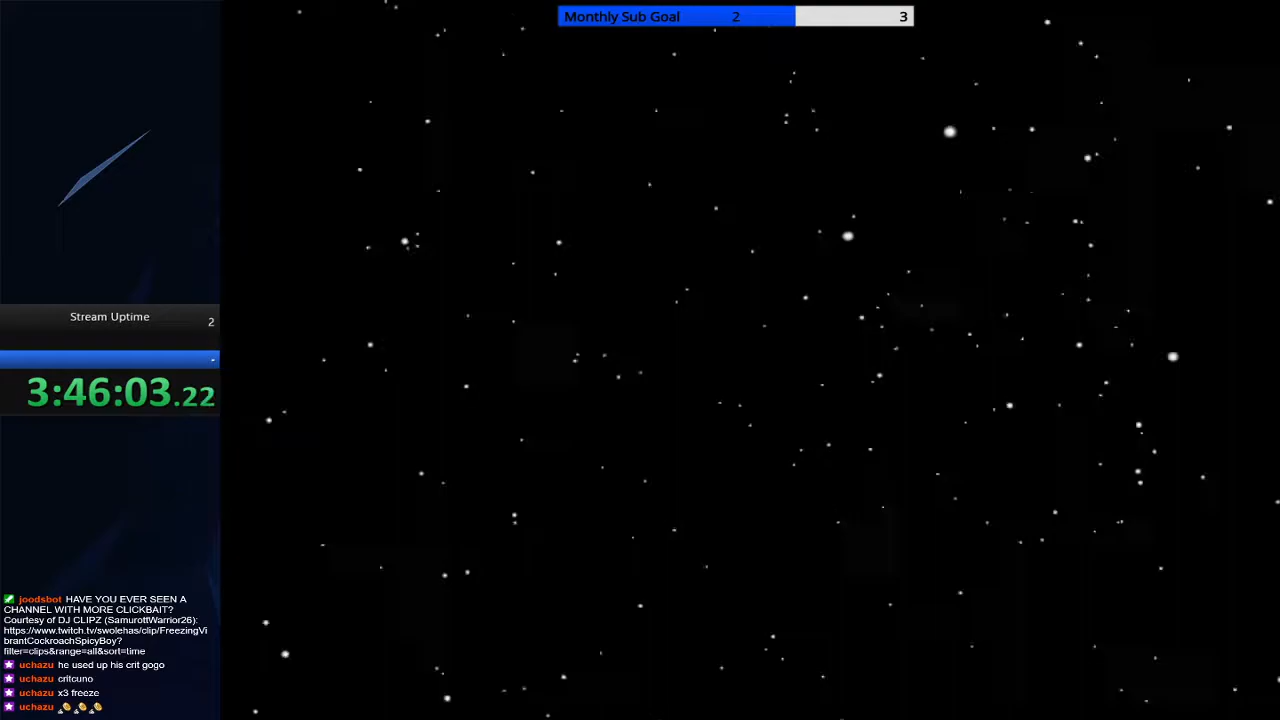 Monthly Sub Goal 2 3
Stream Uptime 2
-
3:46:03.22
joodsbot HAVE YOU EVER SEEN A
CHANNEL WITH MORE CLICKBAIT?
Courtesy of DJ CLIPZ (SamurottWarrior26):
https://www.twitch.tv/swolehas/clip/FreezingVi
brantCockroachSpicyBoy?
filter=clips&range=all&sort=time
uchazu he used up his crit gogo
uchazu critcuno
uchazu x3 freeze
uchazu